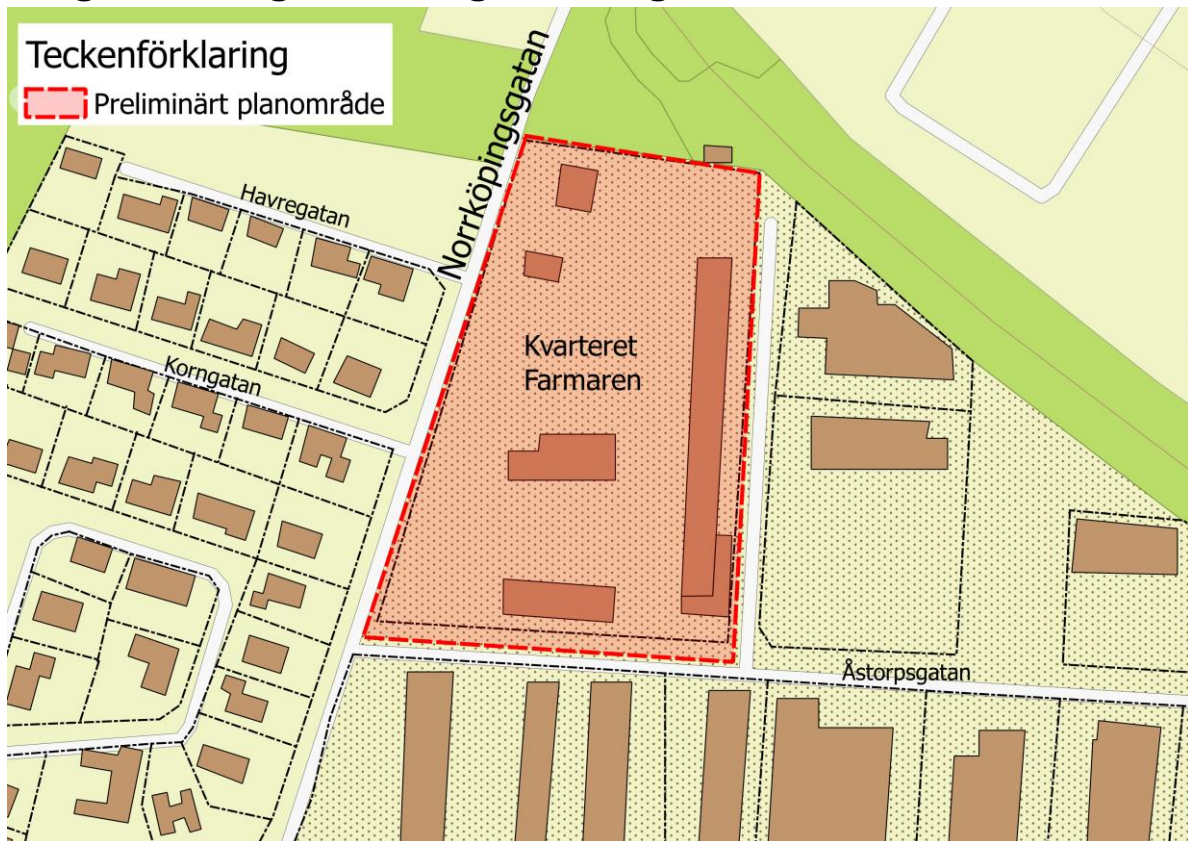 Teckenförklaring
Preliminärt planområde
Norrköpingsgatan
Havregatan
Korngatan
Kvarteret
Farmaren
Åstorpsgatan